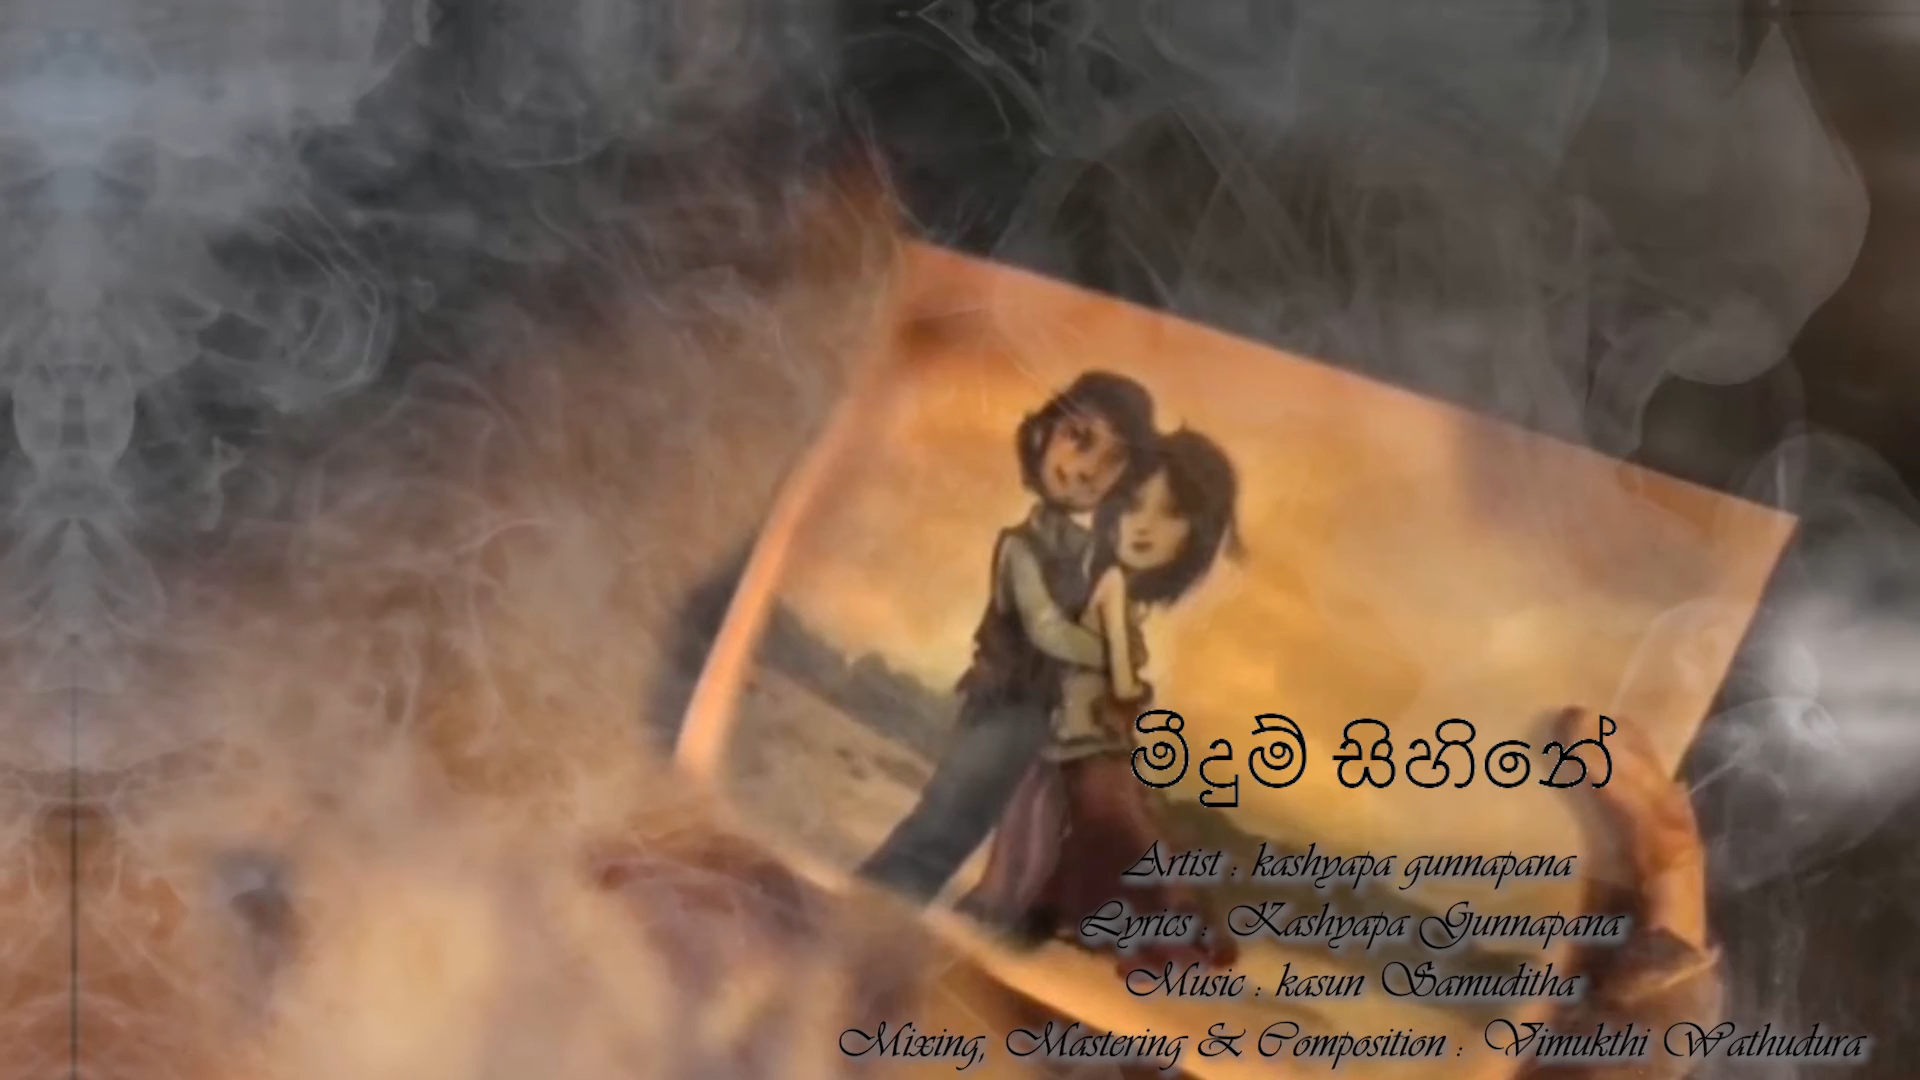 මීදුම් සිහිනේ
Artist : kashyapa gunnapana
Lyrics : Kashyapa Gunnapana
Music : kasun Samuditha
Mixing, Mastering & Composition : Vimukthi Wathudura